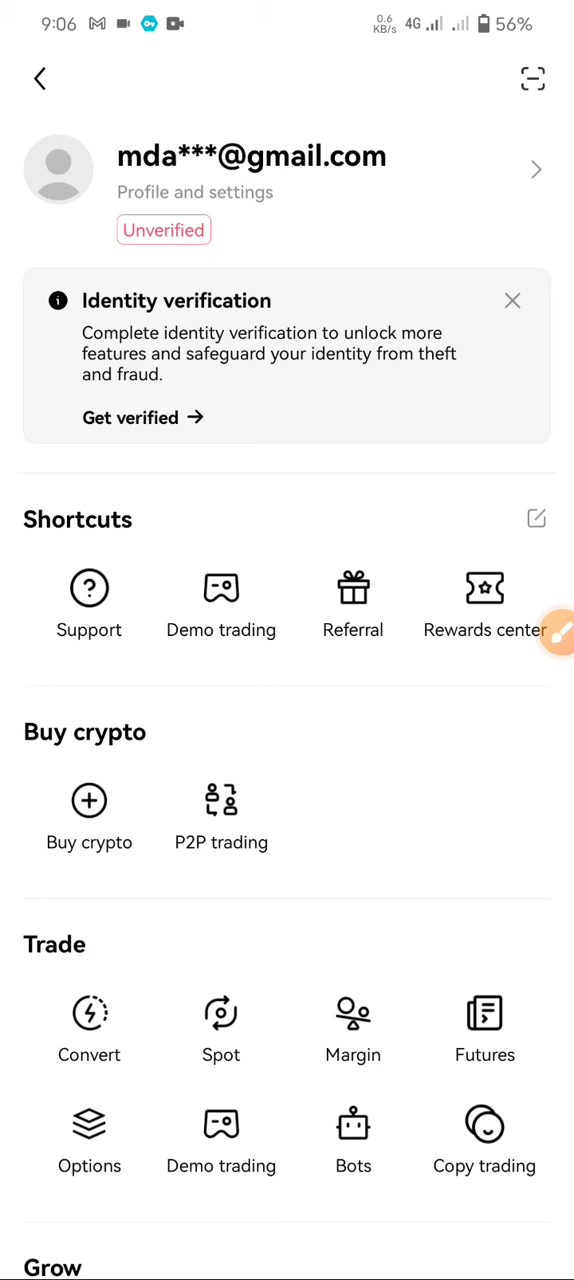 9:06
0.6 KB/s 4G 56%
mda***@gmail.com
Profile and settings
Unverified
Identity verification
Complete identity verification to unlock more
features and safeguard your identity from theft
and fraud.
Get verified →
Shortcuts
Support Demo trading Referral Rewards center
Buy crypto
Buy crypto P2P trading
Trade
Convert Spot Margin Futures
Options Demo trading Bots Copy trading
Grow